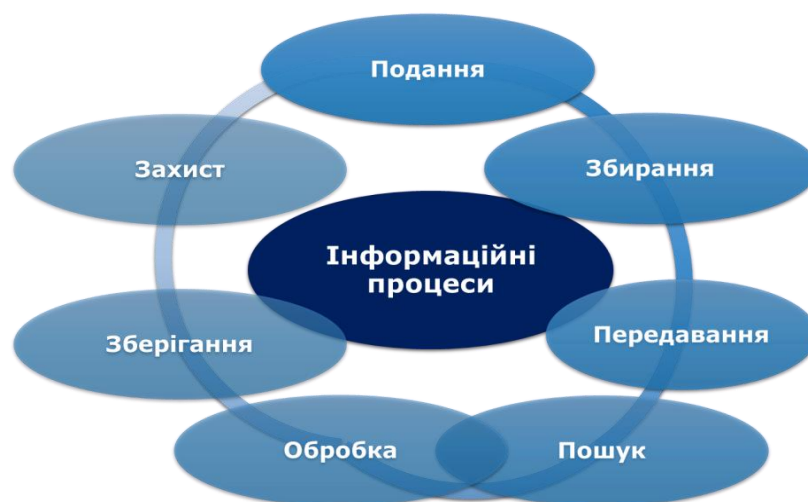 Подання
Захист
Збирання
Інформаційні
процеси
Зберігання
Передавання
Обробка
Пошук